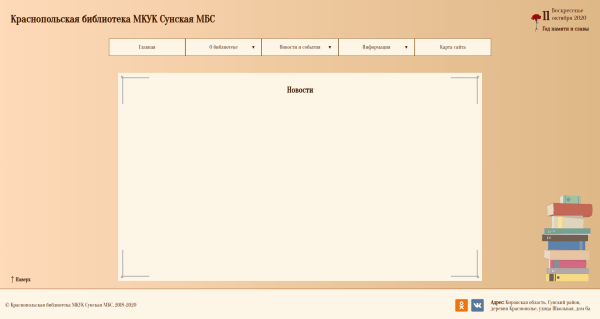 Краснопольская библиотека МКУК Сунская МБС
11 Воскресенье
октября 2020
Год памяти и славы
Главная
О библиотеке ▼
Новости и события ▼
Информация ▼
Карта сайта
Новости
↑ Вверх
© Краснопольская библиотека МКУК Сунская МБС, 2019-2020
Адрес: Кировская область, Сунский район,
деревня Краснополье, улица Школьная, дом 6а